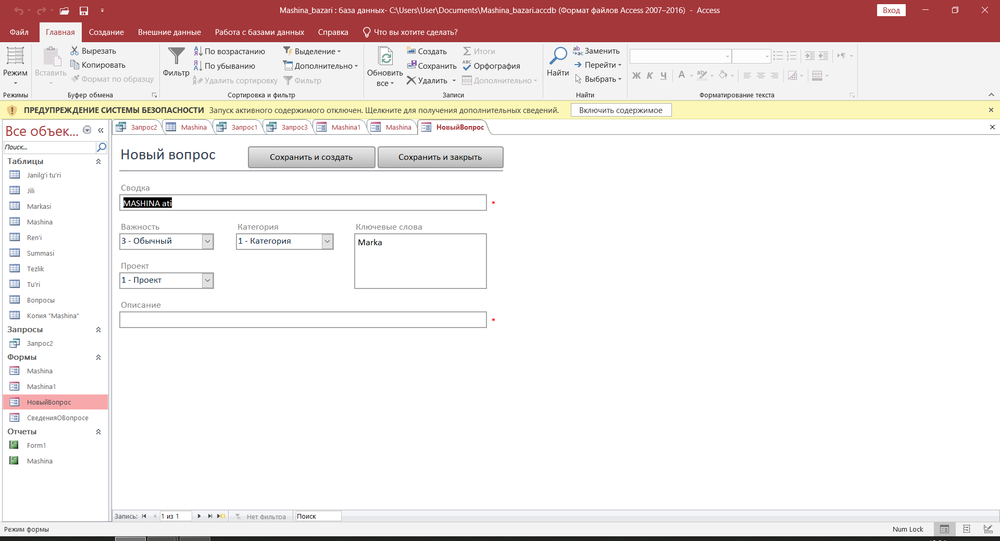 Mashina_bazari : база данных- C:\Users\User\Documents\Mashina_bazari.accdb (Формат файлов Access 2007–2016) - Access
Вход
Файл Главная Создание Внешние данные Работа с базами данных Справка Что вы хотите сделать?
Режим
Режимы
Вставить
Вырезать
Копировать
Формат по образцу
Буфер обмена
Фильтр
По возрастанию
По убыванию
Удалить сортировку
Выделение
Дополнительно
Фильтр
Сортировка и фильтр
Обновить
все
Создать
Сохранить
Удалить
Итоги
Орфография
Дополнительно
Записи
Найти
Заменить
Перейти
Выбрать
Найти
Ж К Ч А
Форматирование текста
ПРЕДУПРЕЖДЕНИЕ СИСТЕМЫ БЕЗОПАСНОСТИ Запуск активного содержимого отключен. Щелкните для получения дополнительных сведений. Включить содержимое
Все объек...
Поиск...
Таблицы
Janilg'i tu'ri
Jili
Markasi
Mashina
Ren'i
Summasi
Tezlik
Tu'ri
Вопросы
Копия "Mashina"
Запросы
Запрос2
Формы
Mashina
Mashina1
НовыйВопрос
СведенияОВопросе
Отчеты
Form1
Mashina
Запрос2 Mashina Запрос1 Запрос3 Mashina1 Mashina НовыйВопрос
Новый вопрос Сохранить и создать Сохранить и закрыть
Сводка
MASHINA ati *
Важность Категория Ключевые слова
3 - Обычный 1 - Категория Marka
Проект
1 - Проект
Описание
*
Запись: 1 из 1 Нет фильтра Поиск
Режим формы Num Lock